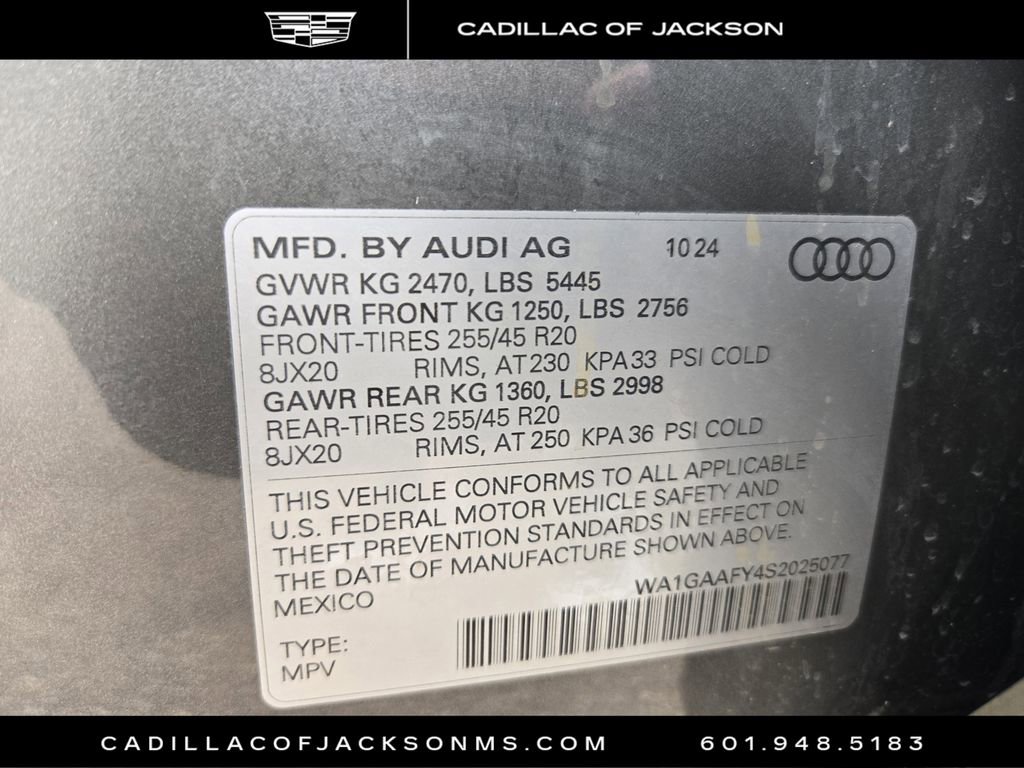 CADILLAC OF JACKSON
MFD. BY AUDI AG 10 24
GVWR KG 2470, LBS 5445
GAWR FRONT KG 1250, LBS 2756
FRONT-TIRES 255/45 R20
8JX20 RIMS, AT 230 KPA 33 PSI COLD
GAWR REAR KG 1360, LBS 2998
REAR-TIRES 255/45 R20
8JX20 RIMS, AT 250 KPA 36 PSI COLD
THIS VEHICLE CONFORMS TO ALL APPLICABLE
U.S. FEDERAL MOTOR VEHICLE SAFETY AND
THEFT PREVENTION STANDARDS IN EFFECT ON
THE DATE OF MANUFACTURE SHOWN ABOVE.
MEXICO WA1GAAFY4S2025077
TYPE:
MPV
CADILLACOFJACKSONMS.COM 601.948.5183